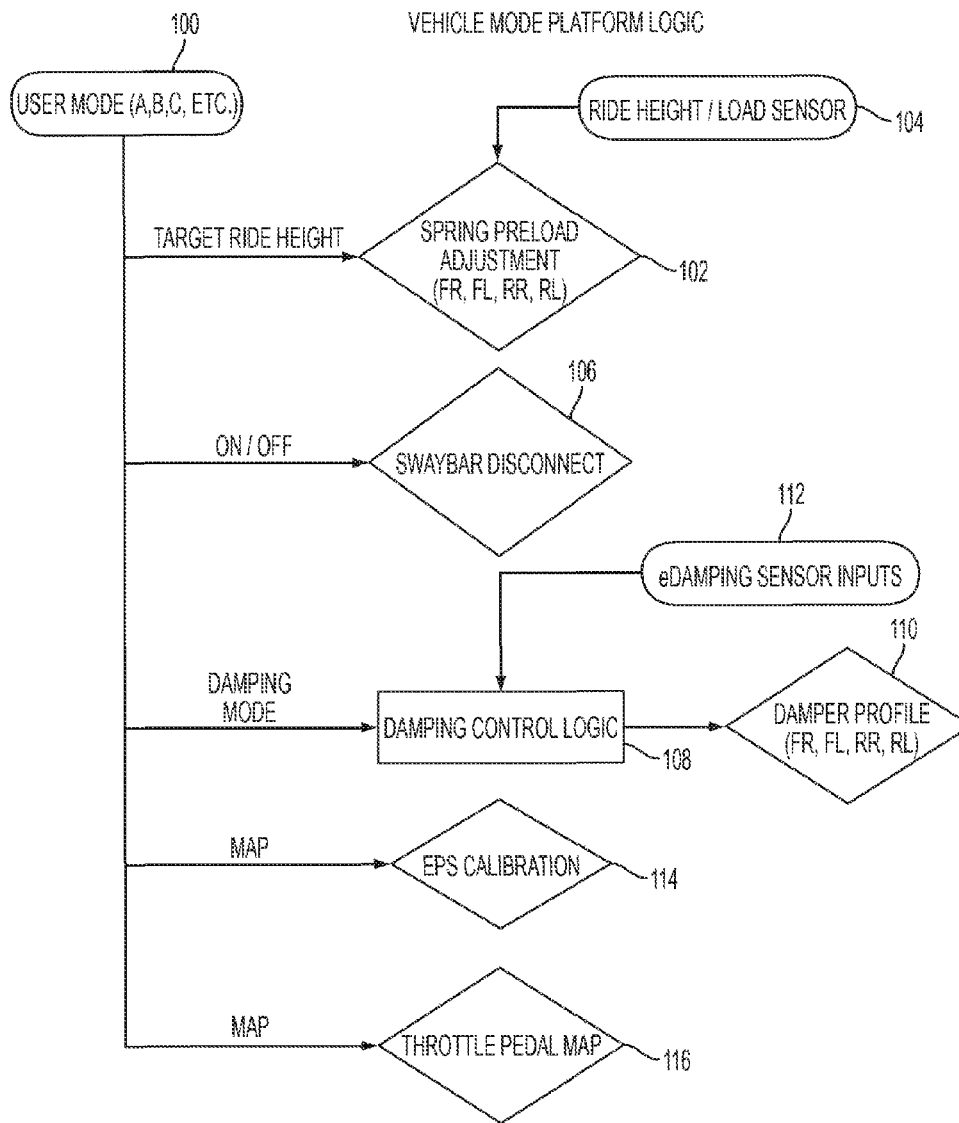 VEHICLE MODE PLATFORM LOGIC
100
USER MODE (A,B,C, ETC.)
RIDE HEIGHT / LOAD SENSOR
104
TARGET RIDE HEIGHT
SPRING PRELOAD
ADJUSTMENT
(FR, FL, RR, RL)
102
106
ON / OFF
SWAYBAR DISCONNECT
112
eDAMPING SENSOR INPUTS
110
DAMPING
MODE
DAMPING CONTROL LOGIC
108
DAMPER PROFILE
(FR, FL, RR, RL)
MAP
EPS CALIBRATION
114
MAP
THROTTLE PEDAL MAP
116